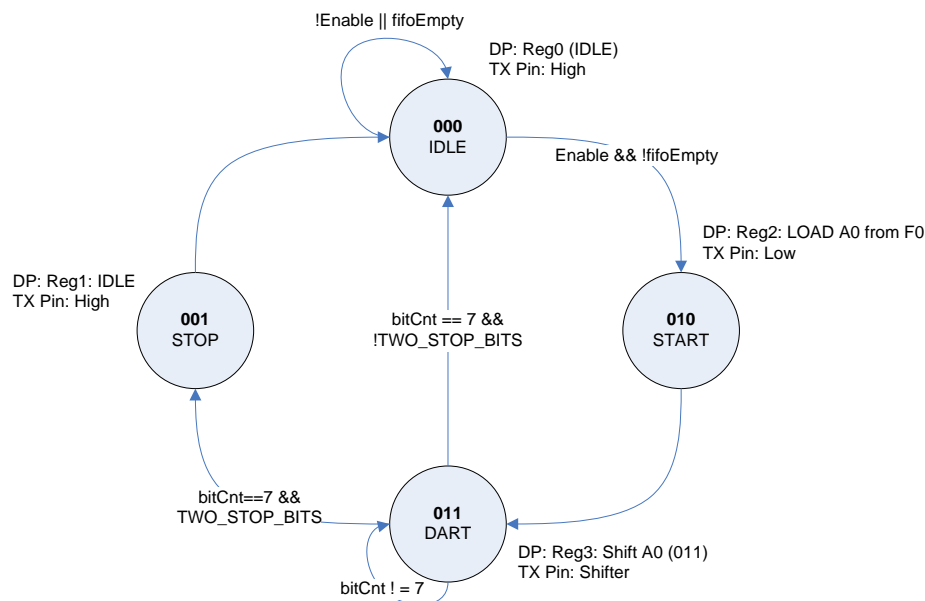 !Enable || fifoEmpty
DP: Reg0 (IDLE)
TX Pin: High
000
IDLE
Enable && !fifoEmpty
DP: Reg2: LOAD A0 from F0
TX Pin: Low
DP: Reg1: IDLE
TX Pin: High
001
STOP
bitCnt == 7 &&
!TWO_STOP_BITS
010
START
bitCnt==7 &&
TWO_STOP_BITS
011
DART
DP: Reg3: Shift A0 (011)
TX Pin: Shifter
bitCnt ! = 7